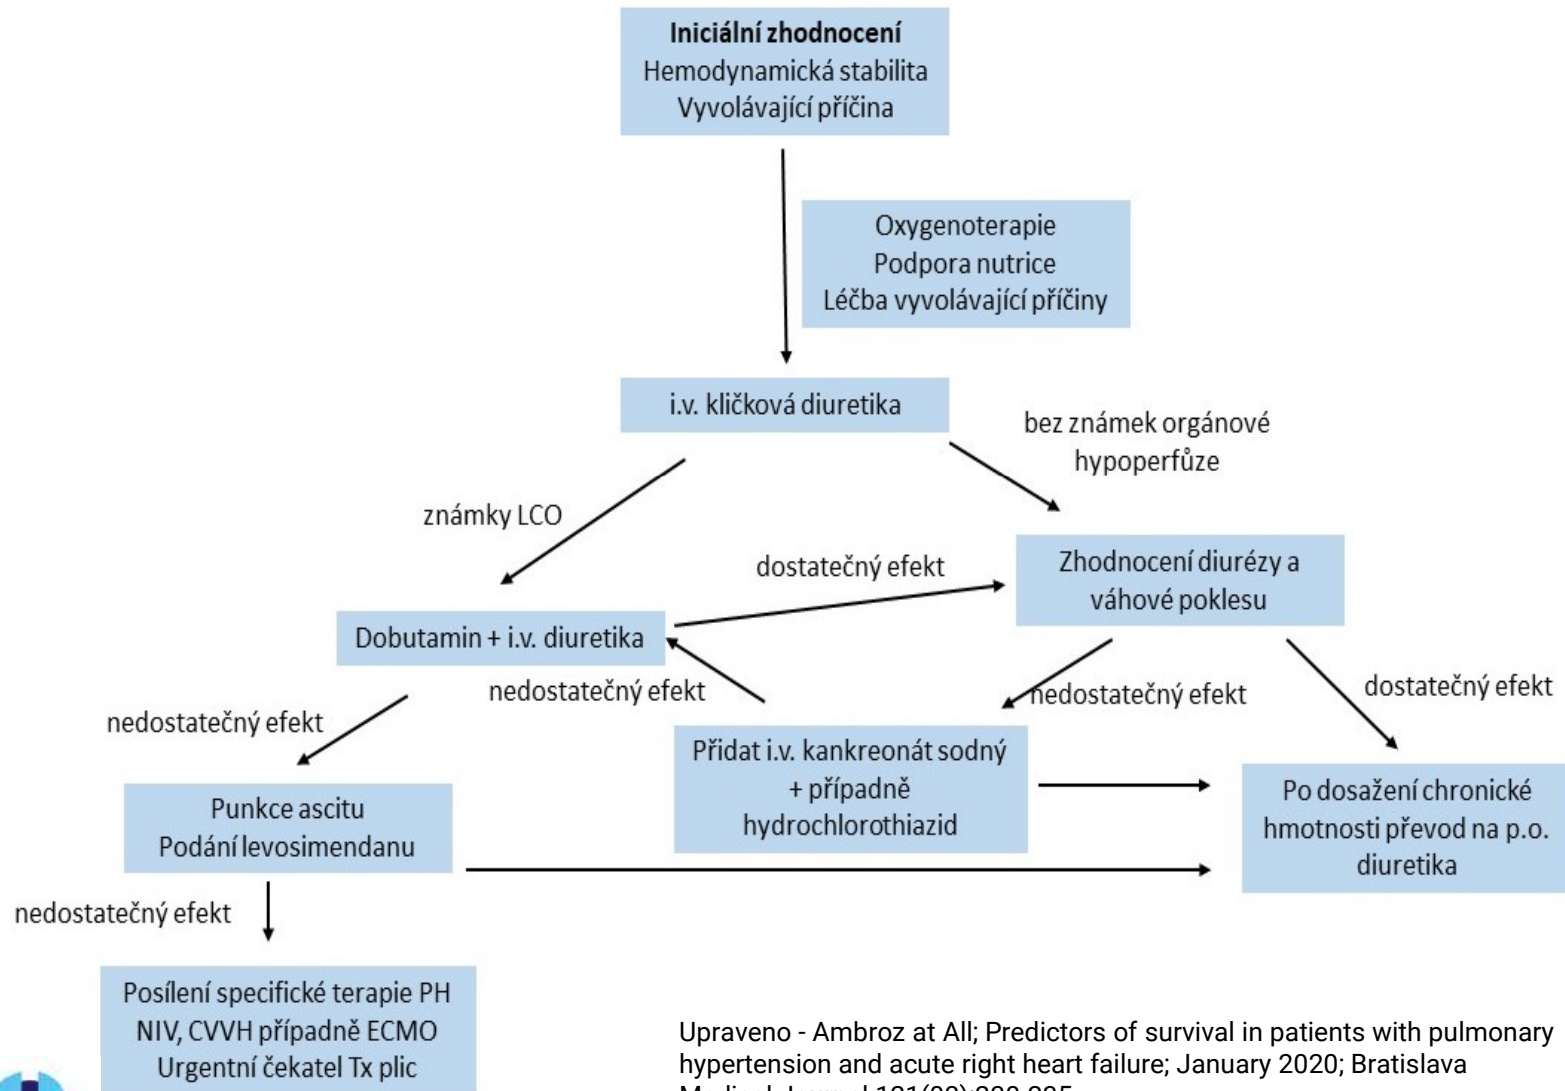 Iniciální zhodnocení
Hemodynamická stabilita
Vyvolávající příčina
Oxygenoterapie
Podpora nutrice
Léčba vyvolávající příčiny
i.v. kličková diuretika
bez známek orgánové
hypoperfůze
známky LCO
dostatečný efekt
Zhodnocení diurézy a
váhové poklesu
Dobutamin + i.v. diuretika
nedostatečný efekt
nedostatečný efekt
dostatečný efekt
nedostatečný efekt
Přidat i.v. kankreonát sodný
+ případně
hydrochlorothiazid
Po dosažení chronické
hmotnosti převod na p.o.
diuretika
Punkce ascitu
Podání levosimendanu
nedostatečný efekt
Posílení specifické terapie PH
NIV, CVVH případně ECMO
Urgentní čekatel Tx plic
Upraveno - Ambroz at All; Predictors of survival in patients with pulmonary
hypertension and acute right heart failure; January 2020; Bratislava